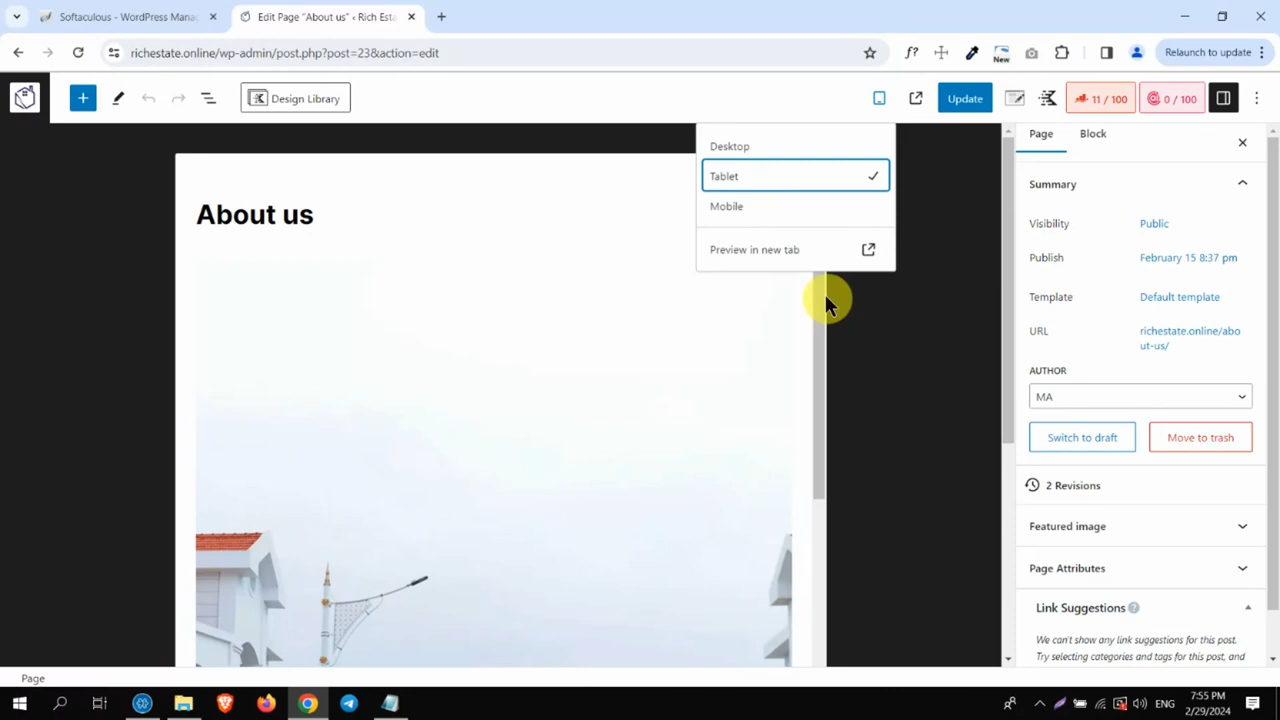 Softaculous - WordPress Mana
Edit Page "About us" ‹ Rich Esta
richestate.online/wp-admin/post.php?post=23&action=edit
f?
New
Relaunch to update
Design Library
Update
11 / 100
0 / 100
Desktop
Tablet
Mobile
Preview in new tab
About us
Page
Block
Summary
Visibility
Public
Publish
February 15 8:37 pm
Template
Default template
URL
richestate.online/abo
ut-us/
AUTHOR
MA
Switch to draft
Move to trash
2 Revisions
Featured image
Page Attributes
Link Suggestions
We can't show any link suggestions for this post.
Try selecting categories and tags for this post, and
Page
ENG
7:55 PM
2/29/2024